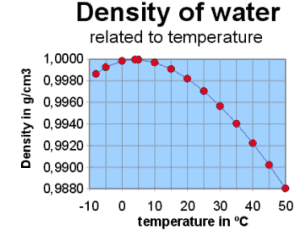 Density of water
related to temperature
Density in g/cm3
1,0000
0,9980
0,9960
0,9940
0,9920
0,9900
0,9880
-10 0 10 20 30 40 50
temperature in ºC